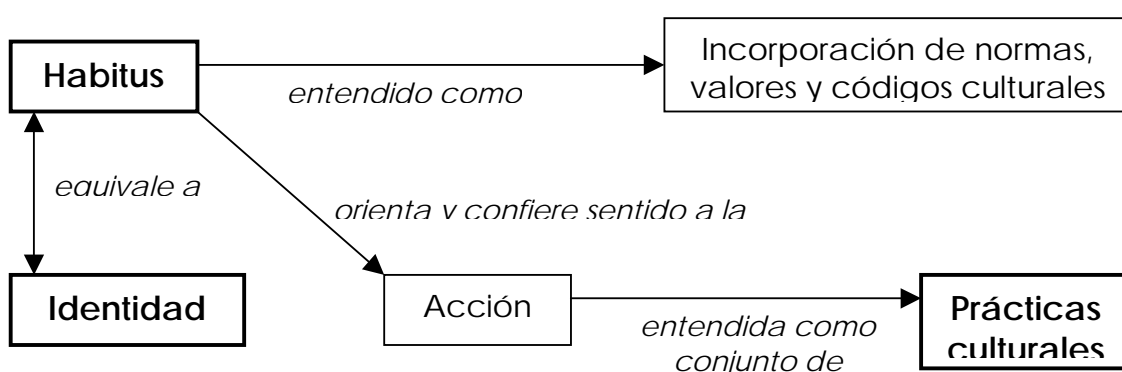 Habitus
entendido como
Incorporación de normas,
valores y códigos culturales
equivale a
orienta y confiere sentido a la
Identidad
Acción
entendida como
conjunto de
Prácticas
culturales